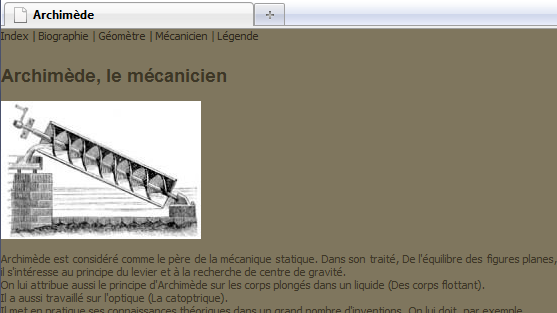 Archimède
Index | Biographie | Géomètre | Mécanicien | Légende
Archimède, le mécanicien
Archimède est considéré comme le père de la mécanique statique. Dans son traité, De l'équilibre des figures planes,
il s'intéresse au principe du levier et à la recherche de centre de gravité.
On lui attribue aussi le principe d'Archimède sur les corps plongés dans un liquide (Des corps flottant).
Il a aussi travaillé sur l'optique (La catoptrique).
Il met en pratique ses connaissances théoriques dans un grand nombre d'inventions. On lui doit, par exemple